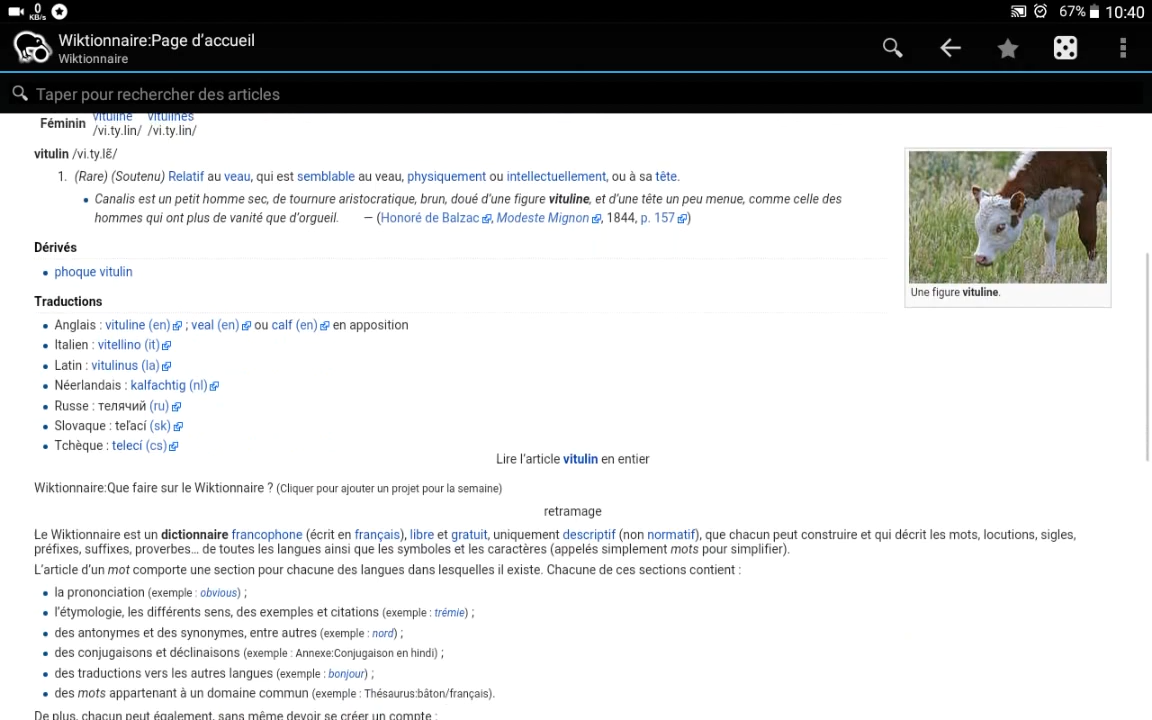 0
KB/s
67% 10:40
Wiktionnaire:Page d’accueil
Wiktionnaire
Taper pour rechercher des articles
Féminin vituline vitulines
/vi.ty.lin/ /vi.ty.lin/
vitulin /vi.ty.lɛ̃/
1. (Rare) (Soutenu) Relatif au veau, qui est semblable au veau, physiquement ou intellectuellement, ou à sa tête.
• Canalis est un petit homme sec, de tournure aristocratique, brun, doué d’une figure vituline, et d’une tête un peu menue, comme celle des
hommes qui ont plus de vanité que d’orgueil. — (Honoré de Balzac, Modeste Mignon, 1844, p. 157)
Une figure vituline.
Dérivés
• phoque vitulin
Traductions
• Anglais : vituline (en) ; veal (en) ou calf (en) en apposition
• Italien : vitellino (it)
• Latin : vitulinus (la)
• Néerlandais : kalfachtig (nl)
• Russe : телячий (ru)
• Slovaque : teľací (sk)
• Tchèque : telecí (cs)
Lire l’article vitulin en entier
Wiktionnaire:Que faire sur le Wiktionnaire ? (Cliquer pour ajouter un projet pour la semaine)
retramage
Le Wiktionnaire est un dictionnaire francophone (écrit en français), libre et gratuit, uniquement descriptif (non normatif), que chacun peut construire et qui décrit les mots, locutions, sigles,
préfixes, suffixes, proverbes… de toutes les langues ainsi que les symboles et les caractères (appelés simplement mots pour simplifier).
L’article d’un mot comporte une section pour chacune des langues dans lesquelles il existe. Chacune de ces sections contient :
• la prononciation (exemple : obvious) ;
• l’étymologie, les différents sens, des exemples et citations (exemple : trémie) ;
• des antonymes et des synonymes, entre autres (exemple : nord) ;
• des conjugaisons et déclinaisons (exemple : Annexe:Conjugaison en hindi) ;
• des traductions vers les autres langues (exemple : bonjour) ;
• des mots appartenant à un domaine commun (exemple : Thésaurus:bâton/français).
De plus, chacun peut également, sans même devoir se créer un compte :